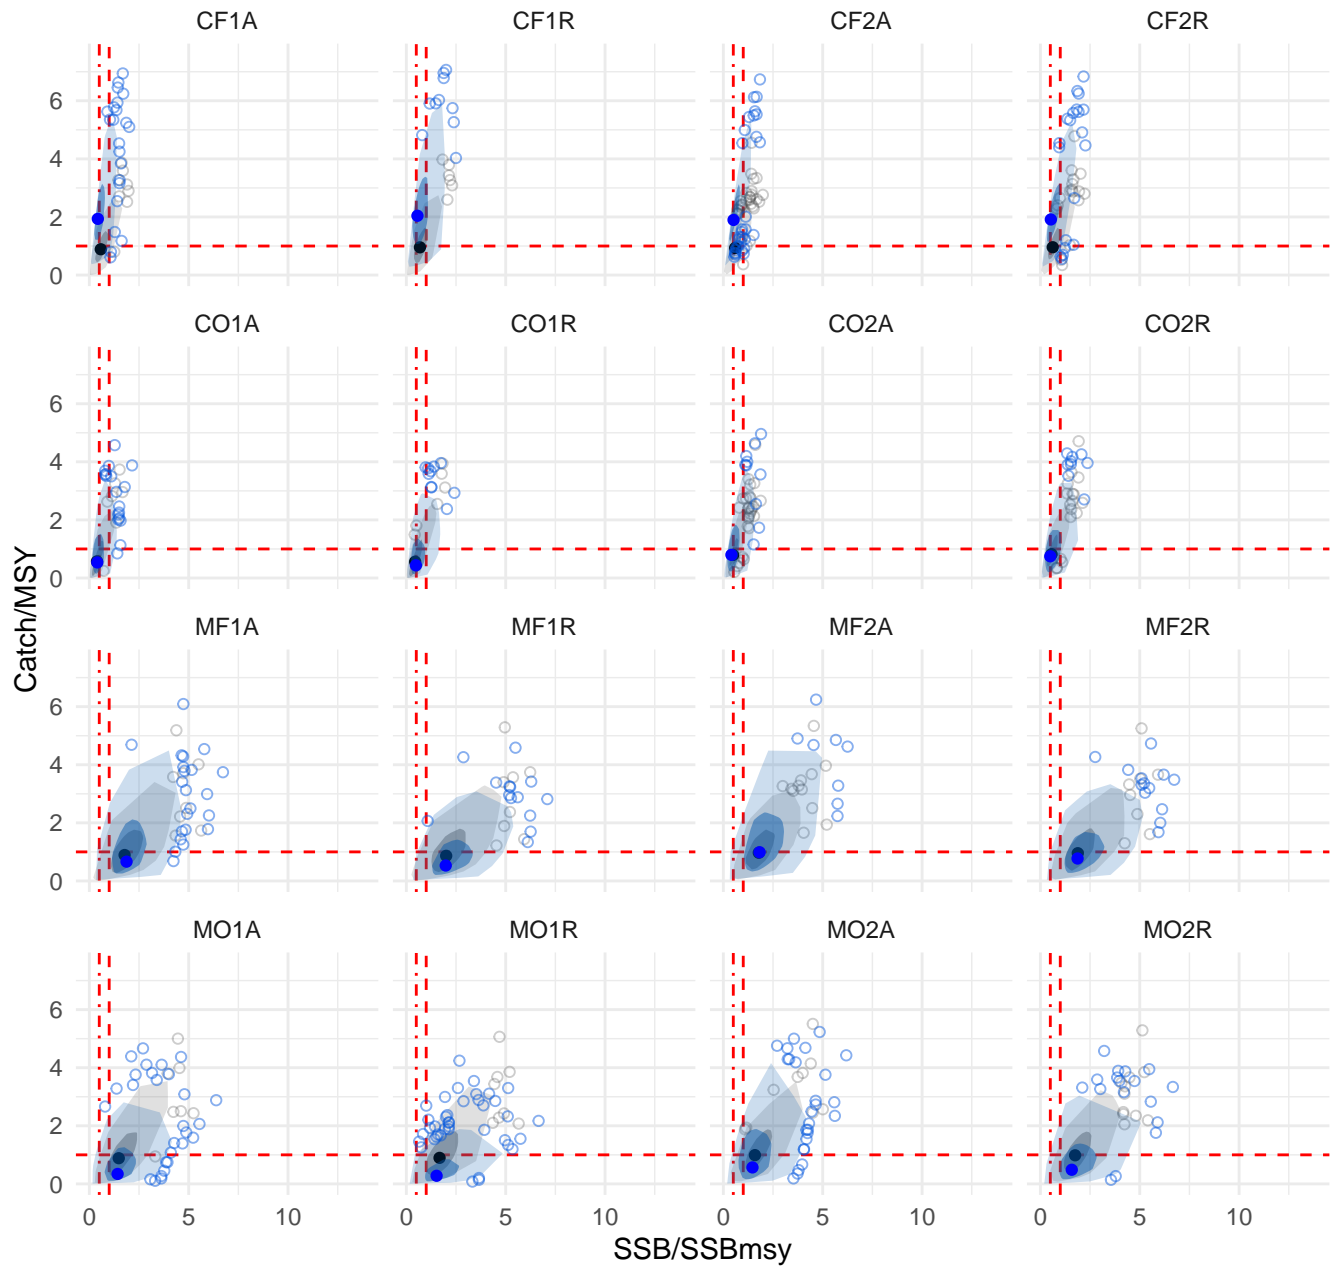 CF1A CF1R CF2A CF2R
6
4
2
0
CO1A CO1R CO2A CO2R
6
4
2
0
MF1A MF1R MF2A MF2R
6
4
2
0
MO1A MO1R MO2A MO2R
6
4
2
0
0 5 10 0 5 10 0 5 10 0 5 10
SSB/SSBmsy
Catch/MSY